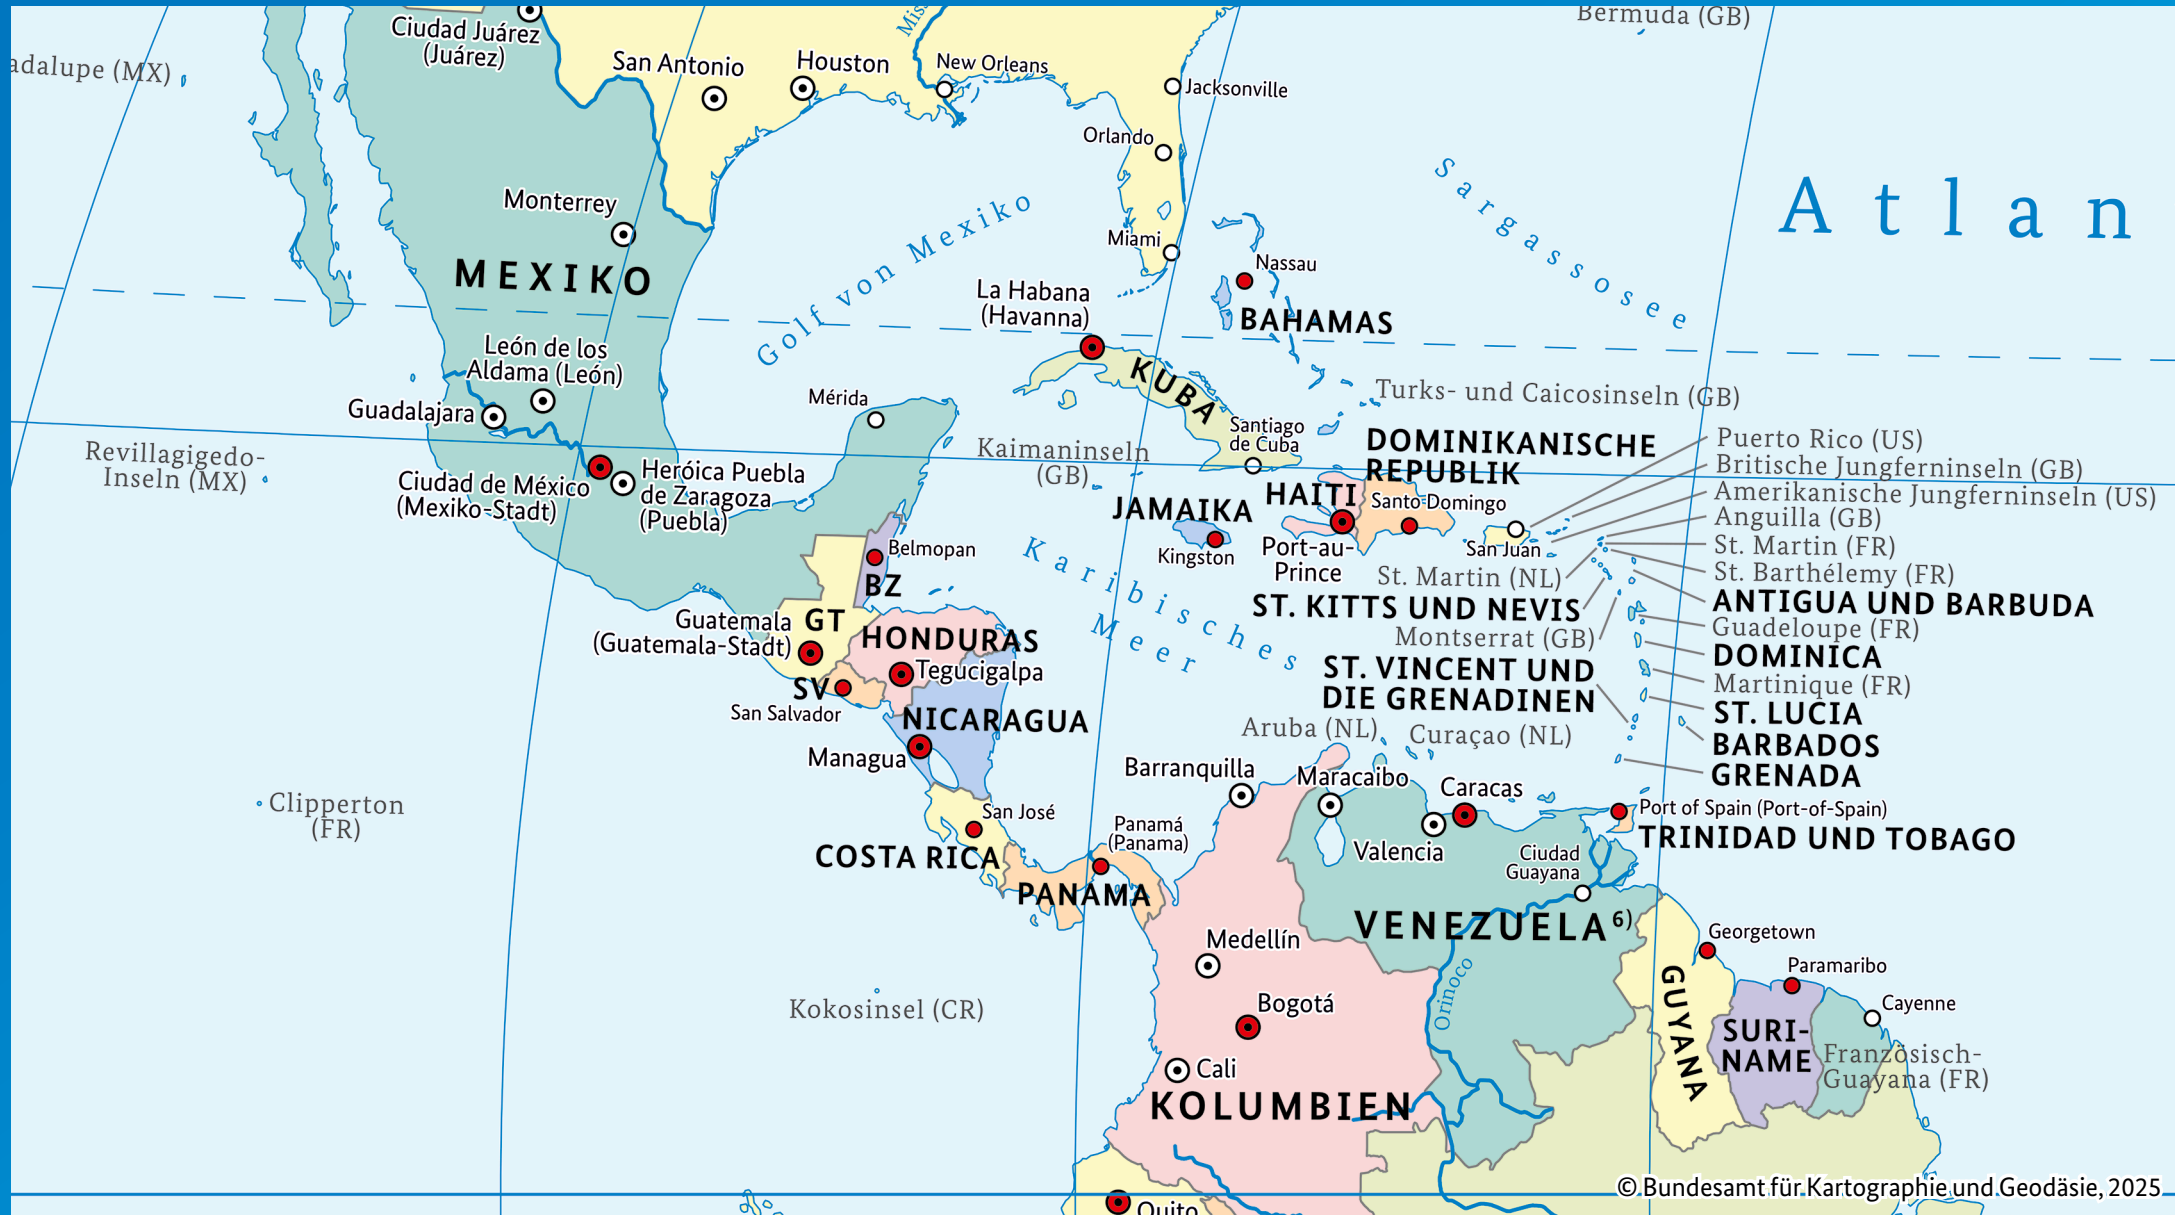 Bermuda (GB)
Ciudad Juárez
(Juárez)
Miss
San Antonio
Houston
New Orleans
adalupe (MX)
Jacksonville
Orlando
Sargassosee
Atlan
Monterrey
Golf von Mexiko
Miami
Nassau
MEXIKO
La Habana
(Havanna)
BAHAMAS
León de los
Aldama (León)
KUBA
Turks- und Caicosinseln (GB)
Mérida
Guadalajara
Santiago
de Cuba
DOMINIKANISCHE
REPUBLIK
Puerto Rico (US)
Britische Jungferninseln (GB)
Amerikanische Jungferninseln (US)
Anguilla (GB)
St. Martin (FR)
St. Barthélemy (FR)
ANTIGUA UND BARBUDA
Guadeloupe (FR)
DOMINICA
Martinique (FR)
ST. LUCIA
BARBADOS
GRENADA
Revillagigedo-
Inseln (MX)
Kaimaninseln
(GB)
Ciudad de México
(Mexiko-Stadt)
Heróica Puebla
de Zaragoza
(Puebla)
JAMAIKA
HAITI
Santo Domingo
Kingston
Port-au-
Prince
San Juan
St. Martin (NL)
ST. KITTS UND NEVIS
Montserrat (GB)
ST. VINCENT UND
DIE GRENADINEN
Karibisches
Meer
Belmopan
BZ
GT
Guatemala
(Guatemala-Stadt)
HONDURAS
Tegucigalpa
SV
San Salvador
NICARAGUA
Managua
Aruba (NL)
Curaçao (NL)
Barranquilla
Maracaibo
Caracas
Clipperton
(FR)
San José
Panamá
(Panama)
Port of Spain (Port-of-Spain)
TRINIDAD UND TOBAGO
COSTA RICA
Valencia
Ciudad
Guayana
PANAMA
VENEZUELA⁶⁾
Medellín
Georgetown
Orinoco
Paramaribo
Kokosinsel (CR)
Bogotá
GUYANA
Cayenne
SURI-
NAME
Französisch-
Guayana (FR)
Cali
KOLUMBIEN
© Bundesamt für Kartographie und Geodäsie, 2025
Quito